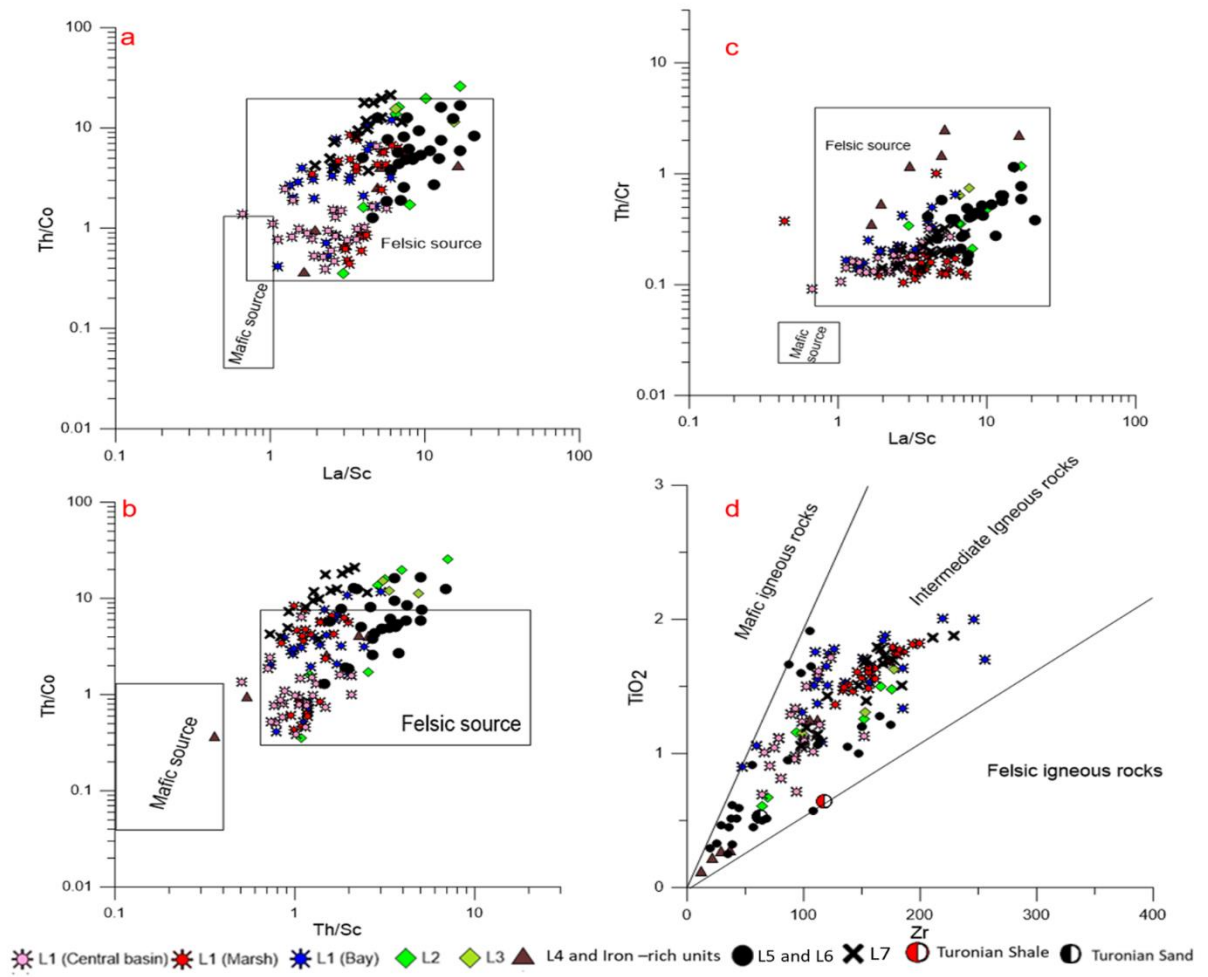 a
100
10
1
0.1
0.01
Th/Co
Felsic source
Mafic source
0.1
1
10
100
La/Sc
c
10
1
0.1
0.01
Th/Cr
Felsic source
Mafic
source
0.1
1
10
100
La/Sc
b
100
10
1
0.1
0.01
Th/Co
Felsic source
Mafic source
0.1
1
10
Th/Sc
d
3
2
1
0
TiO2
Mafic igneous rocks
Intermediate Igneous rocks
Felsic igneous rocks
0
100
200
300
400
Zr
L1 (Central basin) L1 (Marsh) L1 (Bay) L2 L3 L4 and Iron –rich units L5 and L6 L7 Turonian Shale Turonian Sand